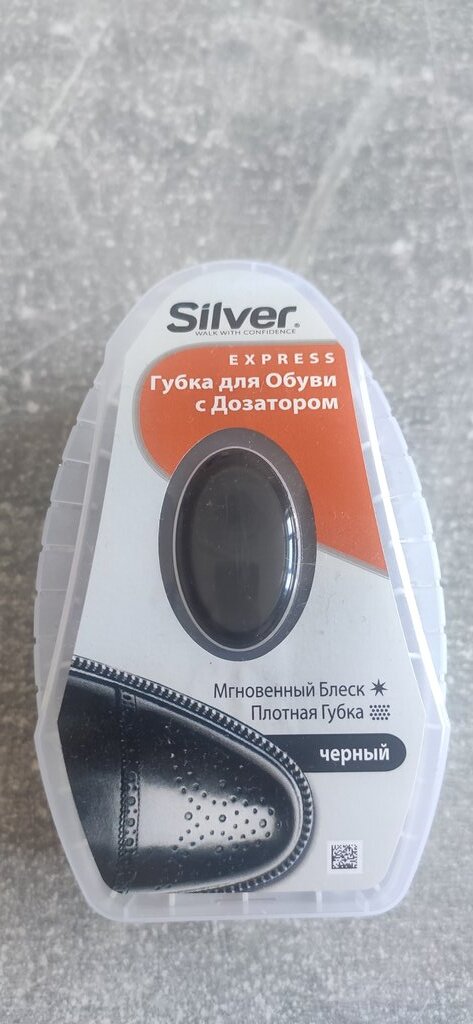 Silver
WALK WITH CONFIDENCE
EXPRESS
Губка для Обуви
с Дозатором
Мгновенный Блеск
Плотная Губка
черный